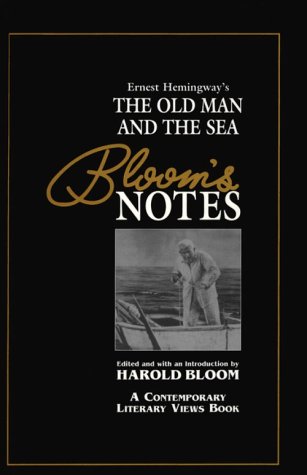 Ernest Hemingway's
THE OLD MAN
AND THE SEA
Bloom's
NOTES
Edited and with an Introduction by
HAROLD BLOOM
A CONTEMPORARY
LITERARY VIEWS BOOK